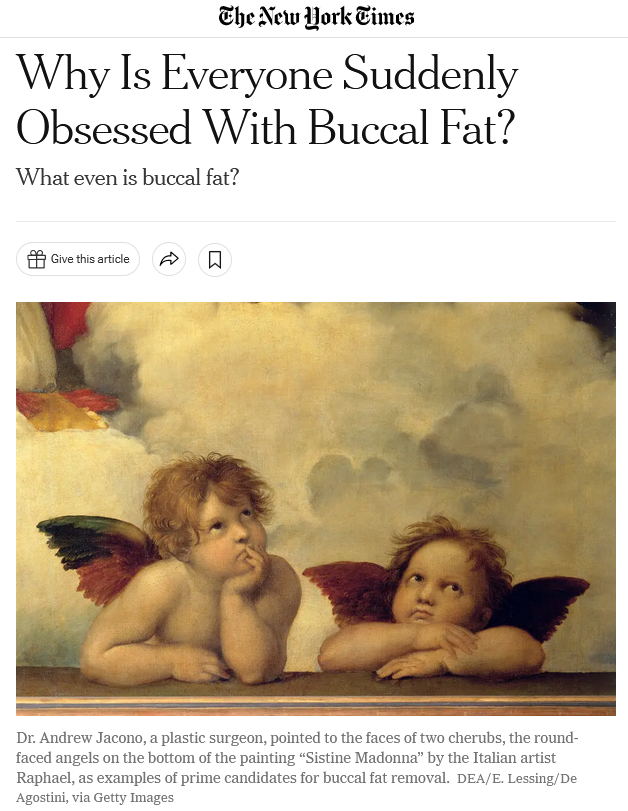 The New York Times
Why Is Everyone Suddenly
Obsessed With Buccal Fat?
What even is buccal fat?
Give this article
Dr. Andrew Jacono, a plastic surgeon, pointed to the faces of two cherubs, the round-
faced angels on the bottom of the painting “Sistine Madonna” by the Italian artist
Raphael, as examples of prime candidates for buccal fat removal. DEA/E. Lessing/De
Agostini, via Getty Images